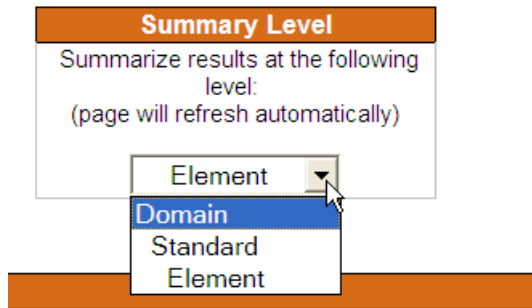 Summary Level
Summarize results at the following
level:
(page will refresh automatically)
Element
Domain
Standard
Element